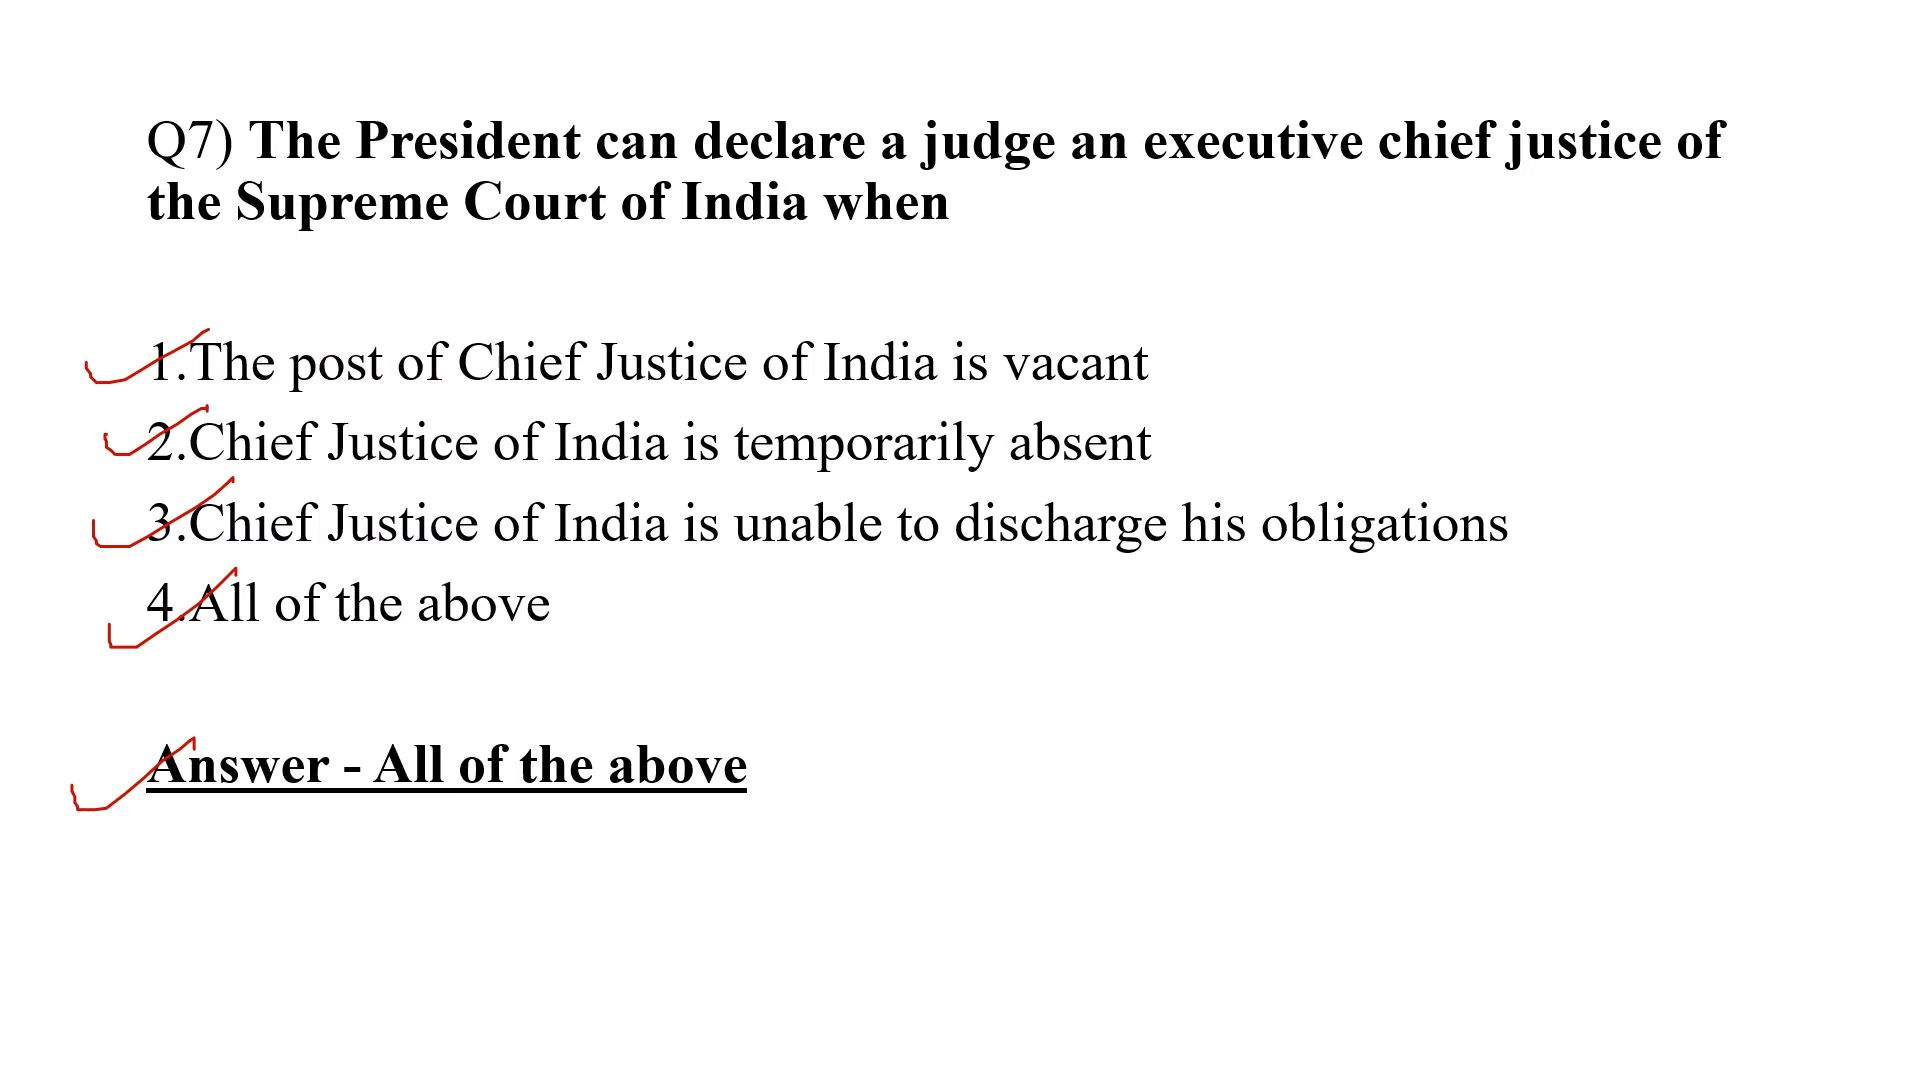 Q7) The President can declare a judge an executive chief justice of
the Supreme Court of India when
1.The post of Chief Justice of India is vacant
2.Chief Justice of India is temporarily absent
3.Chief Justice of India is unable to discharge his obligations
4.All of the above
Answer - All of the above